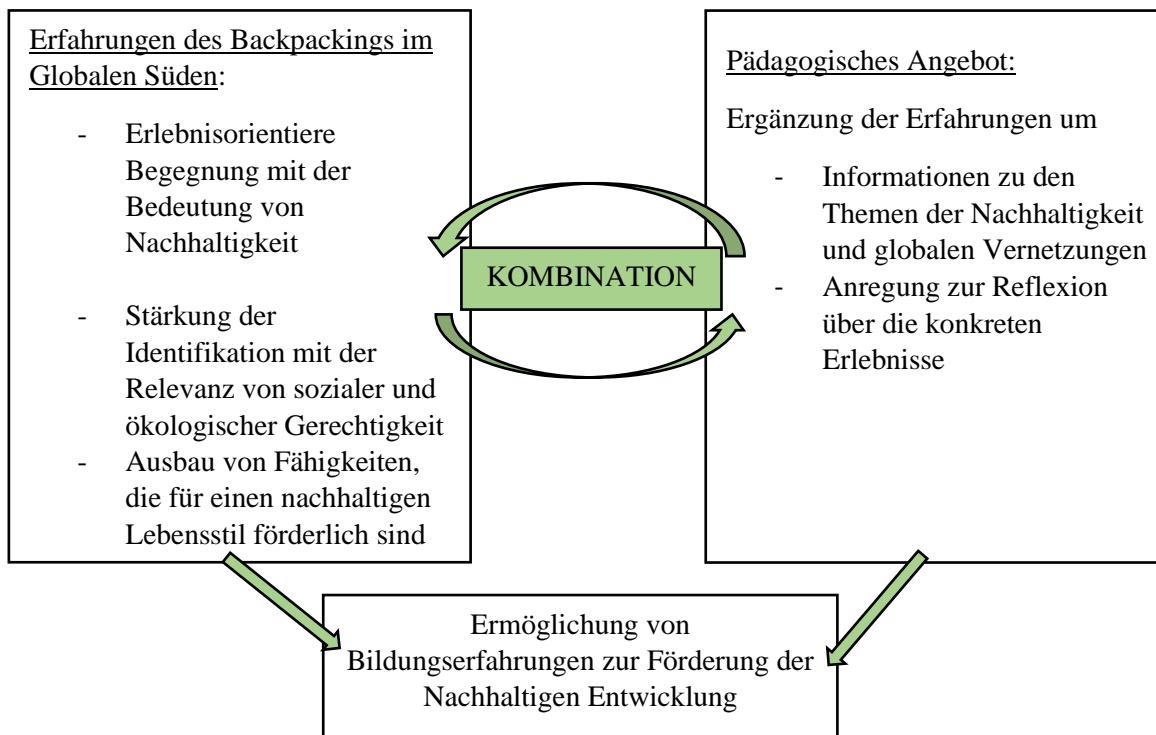 Erfahrungen des Backpackings im
Globalen Süden:
- Erlebnisorientiere
Begegnung mit der
Bedeutung von
Nachhaltigkeit
- Stärkung der
Identifikation mit der
Relevanz von sozialer und
ökologischer Gerechtigkeit
- Ausbau von Fähigkeiten,
die für einen nachhaltigen
Lebensstil förderlich sind
KOMBINATION
Pädagogisches Angebot:
Ergänzung der Erfahrungen um
- Informationen zu den
Themen der Nachhaltigkeit
und globalen Vernetzungen
- Anregung zur Reflexion
über die konkreten
Erlebnisse
Ermöglichung von
Bildungserfahrungen zur Förderung der
Nachhaltigen Entwicklung